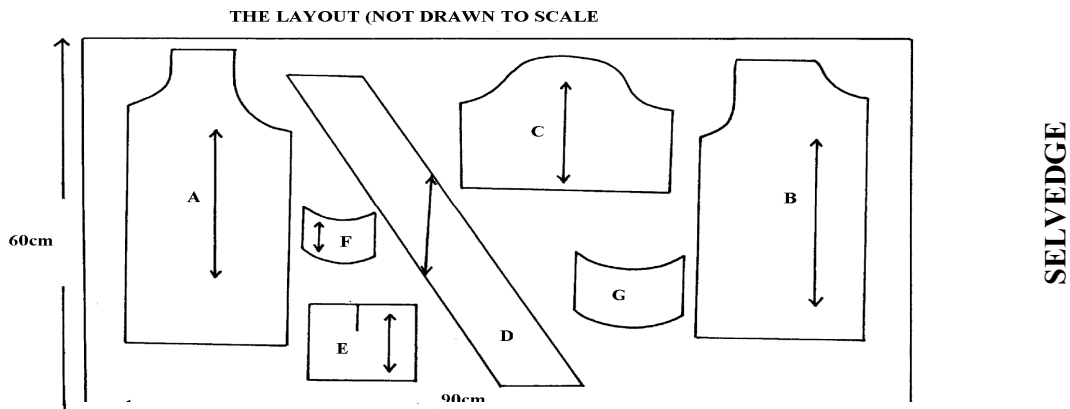 THE LAYOUT (NOT DRAWN TO SCALE
C
A
B
F
60cm
G
E
D
90cm
SELVEDGE